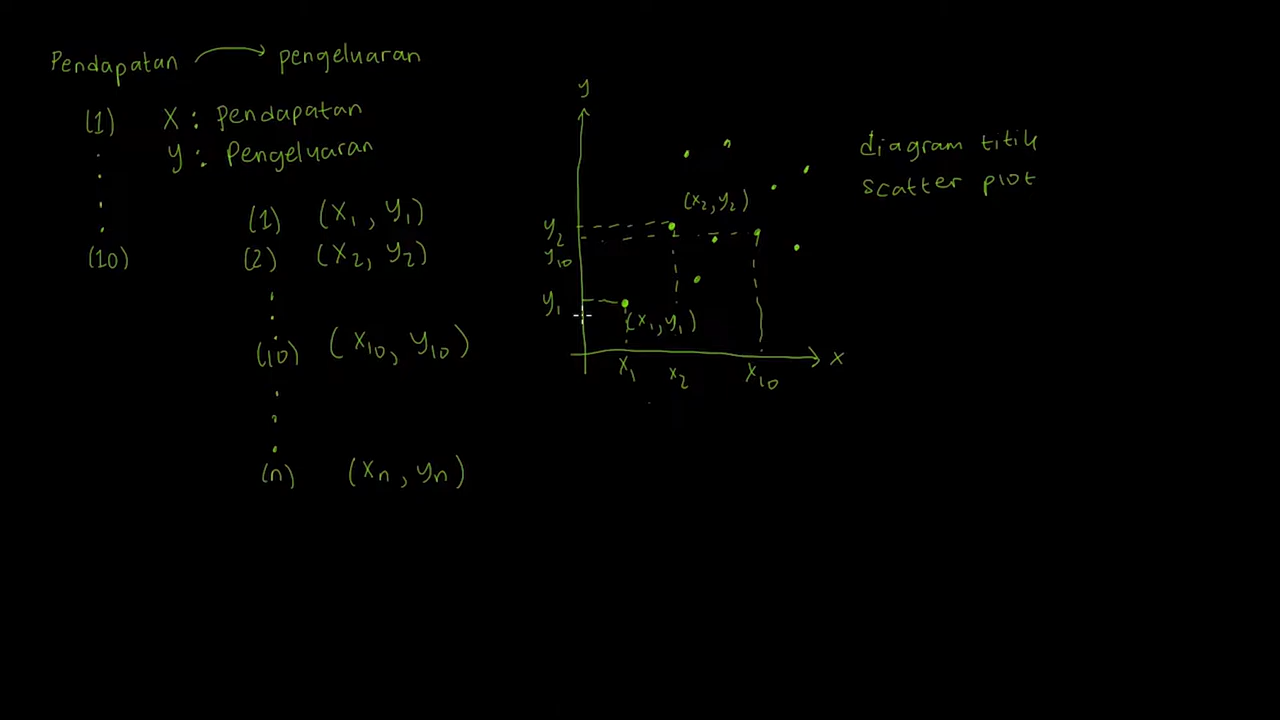 Pendapatan pengeluaran
(1) X : Pendapatan
y : Pengeluaran
(10)
(1) (x₁, y₁)
(2) (x₂, y₂)
(10) (x₁₀, y₁₀)
(n) (xₙ, yₙ)
y
(x₂, y₂)
y₂
y₁₀
y₁
(x₁, y₁)
x
x₁ x₂ x₁₀
diagram titik
scatter plot